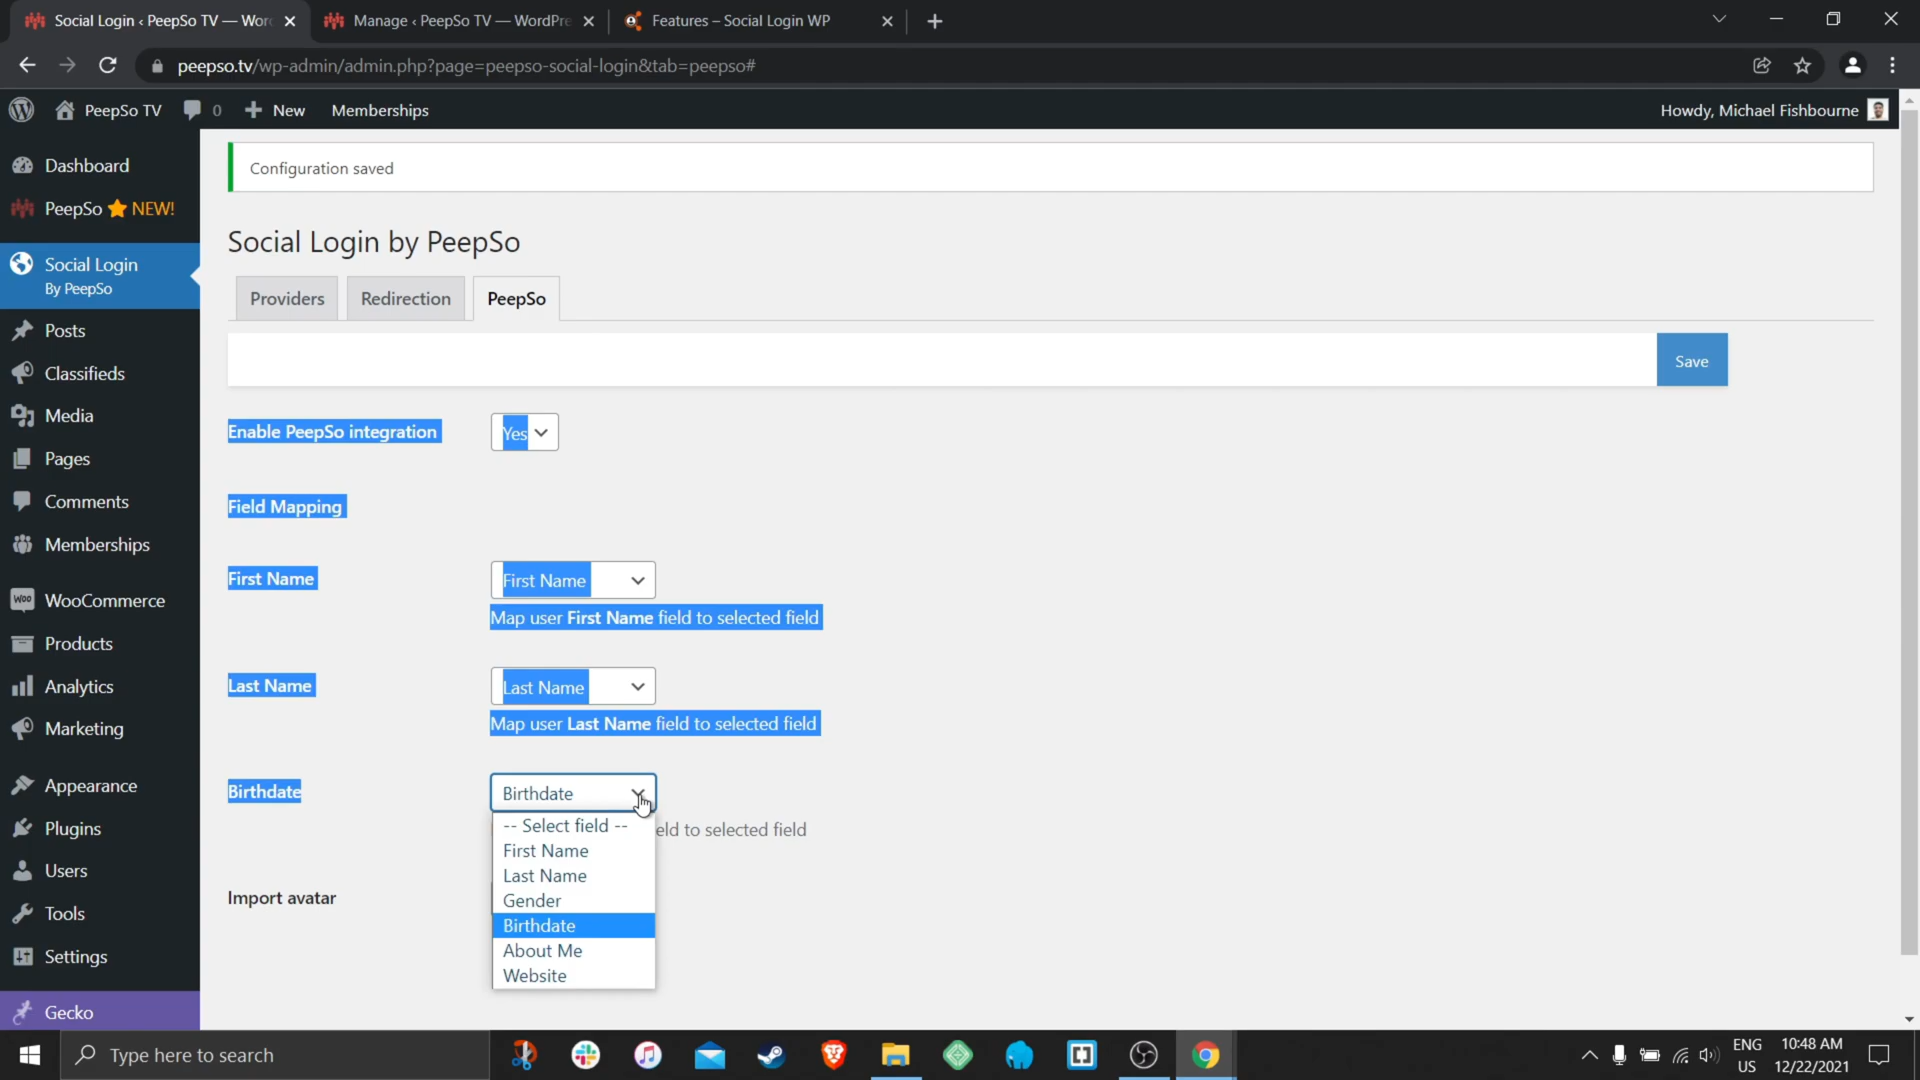 Social Login ‹ PeepSo TV — Wor
Manage ‹ PeepSo TV — WordPre
Features – Social Login WP
peepso.tv/wp-admin/admin.php?page=peepso-social-login&tab=peepso#
PeepSo TV
0
New
Memberships
Howdy, Michael Fishbourne
Dashboard
PeepSo NEW!
Social Login
By PeepSo
Posts
Classifieds
Media
Pages
Comments
Memberships
Woo WooCommerce
Products
Analytics
Marketing
Appearance
Plugins
Users
Tools
Settings
Gecko
Configuration saved
Social Login by PeepSo
Providers
Redirection
PeepSo
Save
Enable PeepSo integration
Yes
Field Mapping
First Name
First Name
Map user First Name field to selected field
Last Name
Last Name
Map user Last Name field to selected field
Birthdate
Birthdate
eld to selected field
-- Select field --
First Name
Last Name
Gender
Birthdate
About Me
Website
Import avatar
Type here to search
ENG
US
10:48 AM
12/22/2021